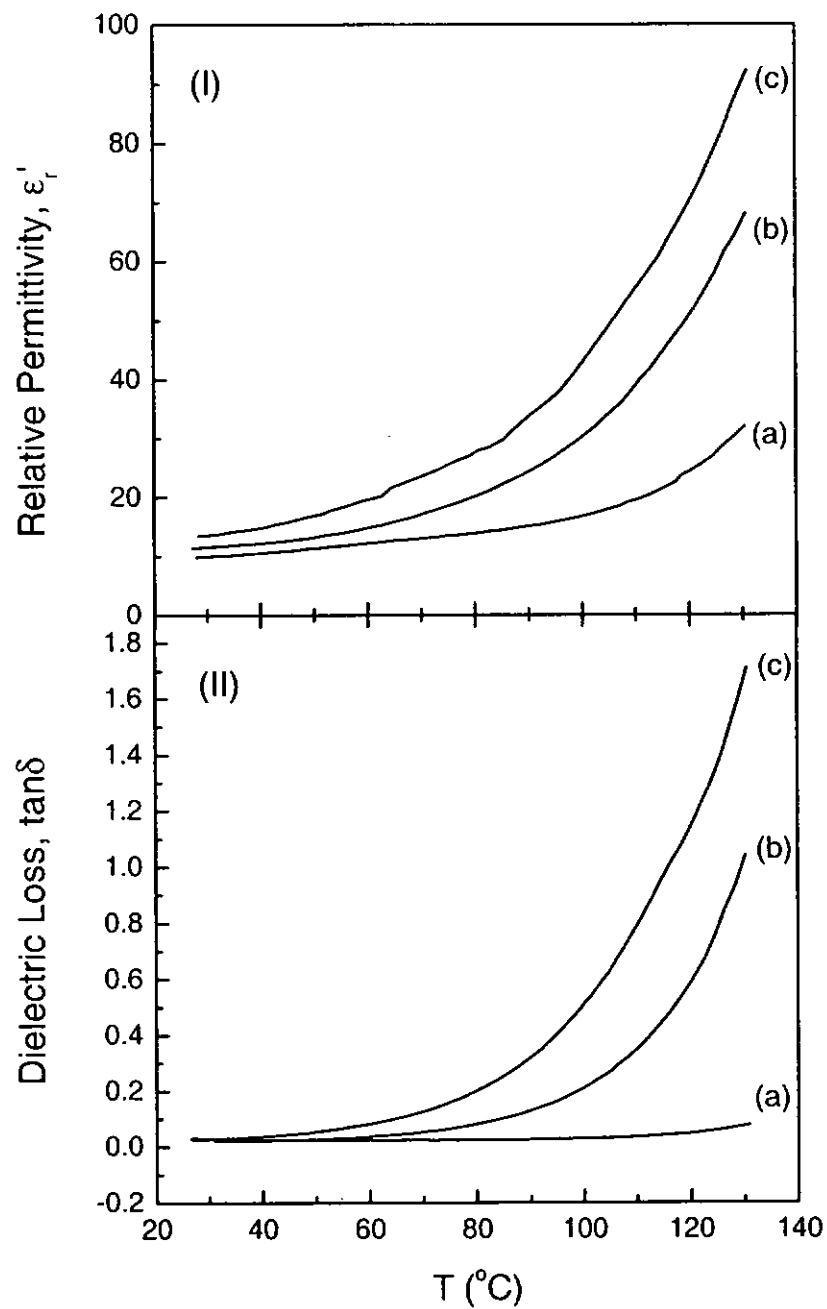 (I)
Relative Permittivity, ε'r
100
80
60
40
20
0
(c)
(b)
(a)
(II)
Dielectric Loss, tanδ
1.8
1.6
1.4
1.2
1.0
0.8
0.6
0.4
0.2
0.0
-0.2
(c)
(b)
(a)
20 40 60 80 100 120 140
T (°C)